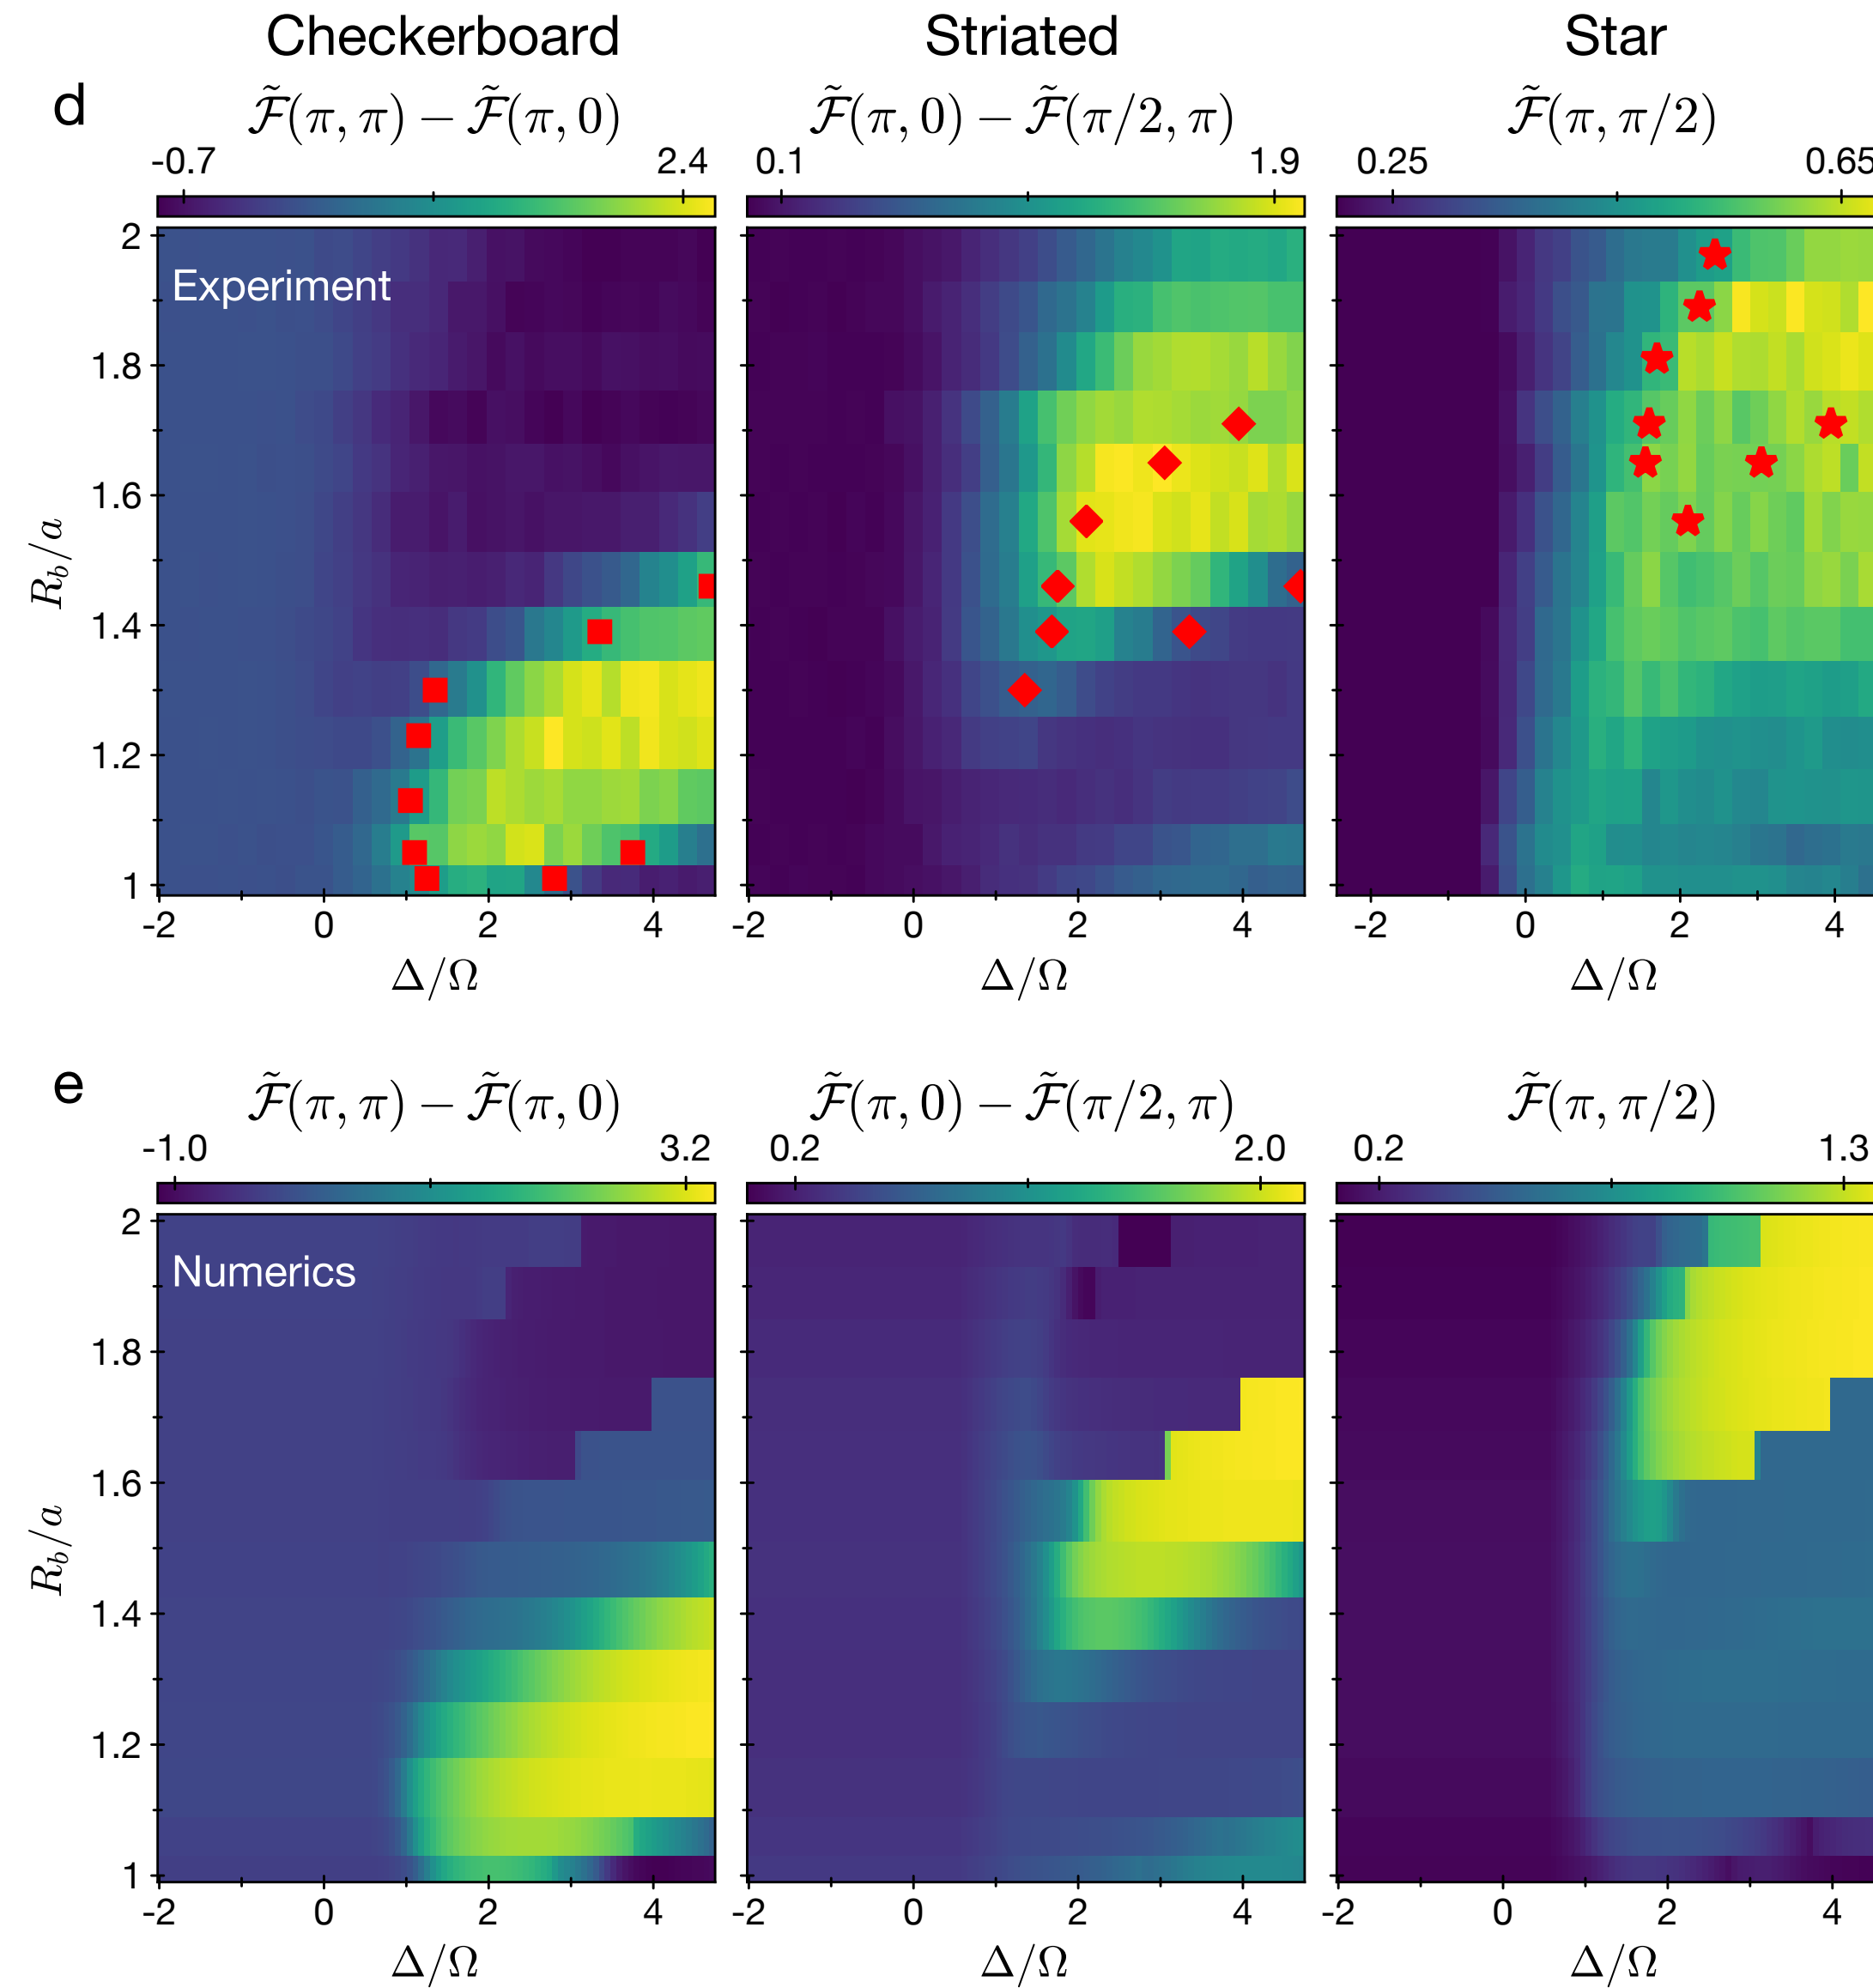 Checkerboard Striated Star
d
F̃(π, π) − F̃(π, 0) F̃(π, 0) − F̃(π/2, π) F̃(π, π/2)
-0.7 2.4 0.1 1.9 0.25 0.65
2
Experiment
1.8
1.6
R_b/a
1.4
1.2
1
-2 0 2 4 -2 0 2 4 -2 0 2 4
Δ/Ω Δ/Ω Δ/Ω
e
F̃(π, π) − F̃(π, 0) F̃(π, 0) − F̃(π/2, π) F̃(π, π/2)
-1.0 3.2 0.2 2.0 0.2 1.3
2
Numerics
1.8
1.6
R_b/a
1.4
1.2
1
-2 0 2 4 -2 0 2 4 -2 0 2 4
Δ/Ω Δ/Ω Δ/Ω